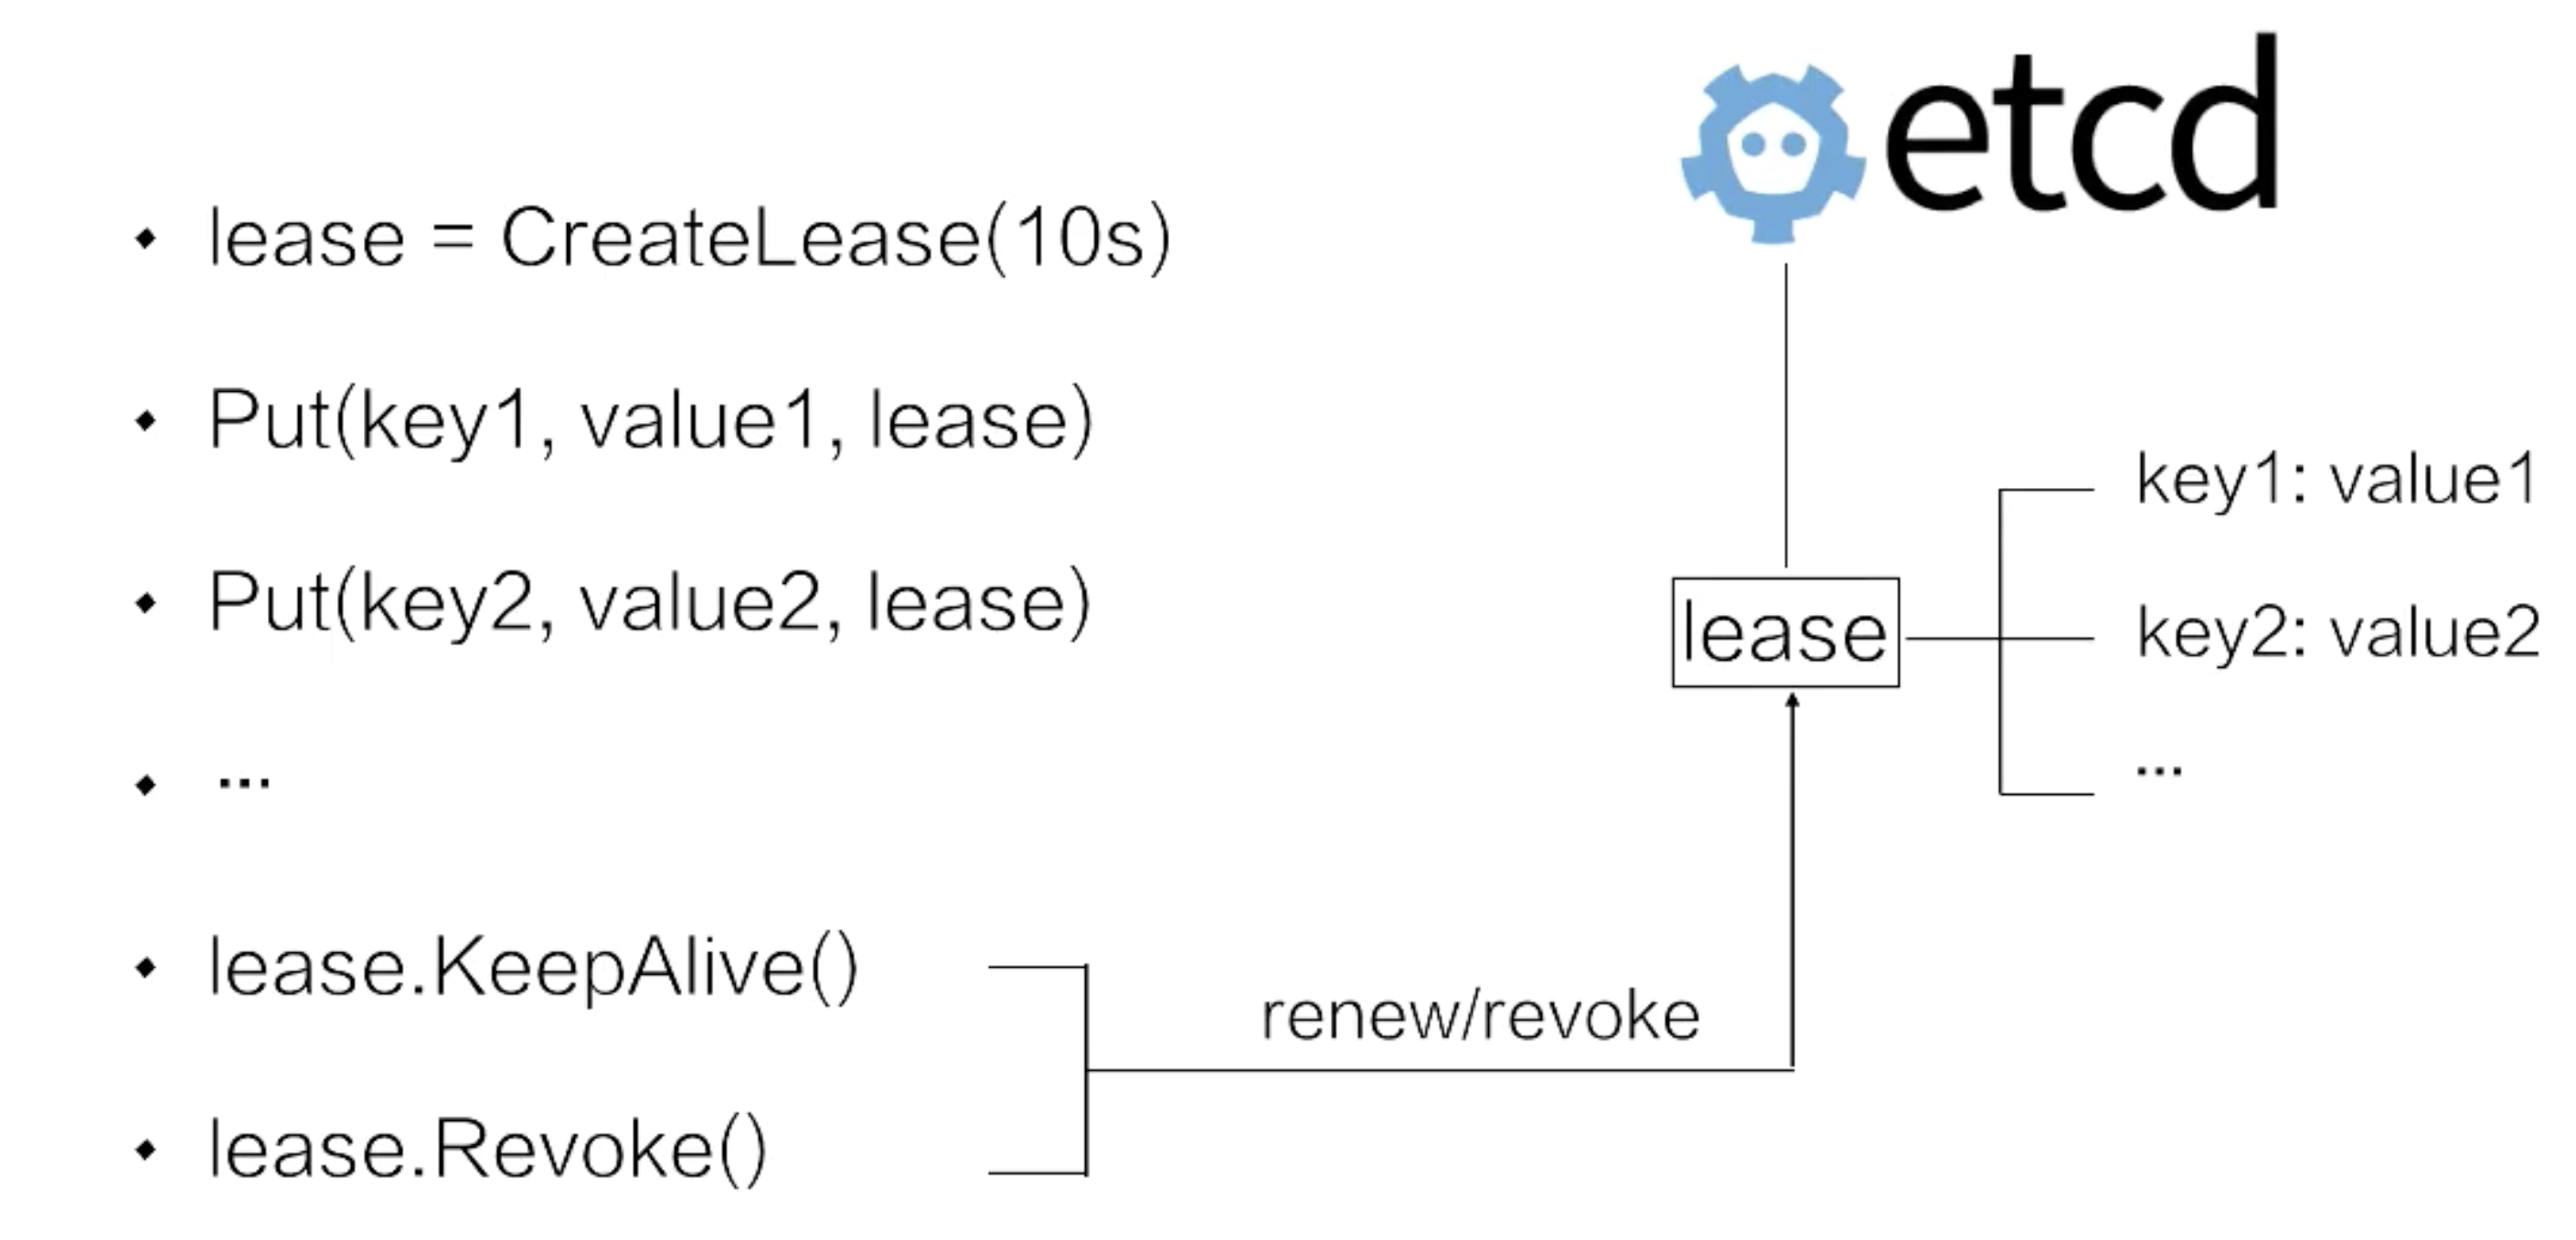 etcd
lease = CreateLease(10s)
Put(key1, value1, lease)
Put(key2, value2, lease)
...
lease.KeepAlive()
lease.Revoke()
renew/revoke
lease
key1: value1
key2: value2
...